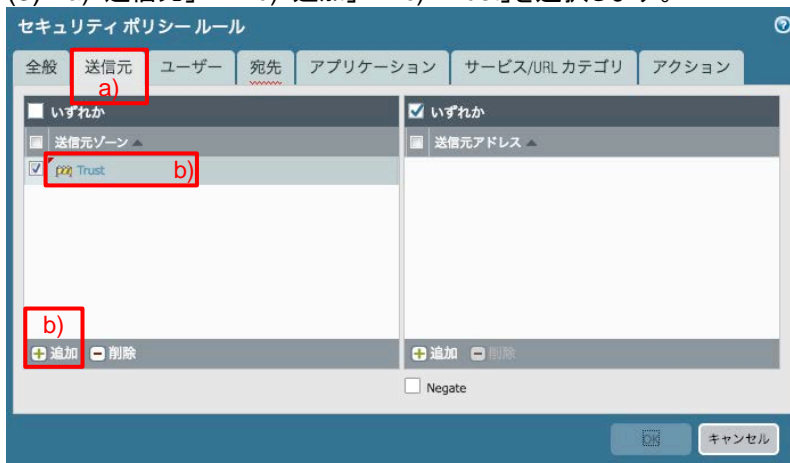 セキュリティ ポリシー ルール
全般 送信元 ユーザー 宛先 アプリケーション サービス/URL カテゴリ アクション
a)
いずれか
いずれか
送信元ゾーン
送信元アドレス
Trust b)
b)
追加 削除
追加 削除
Negate
OK キャンセル